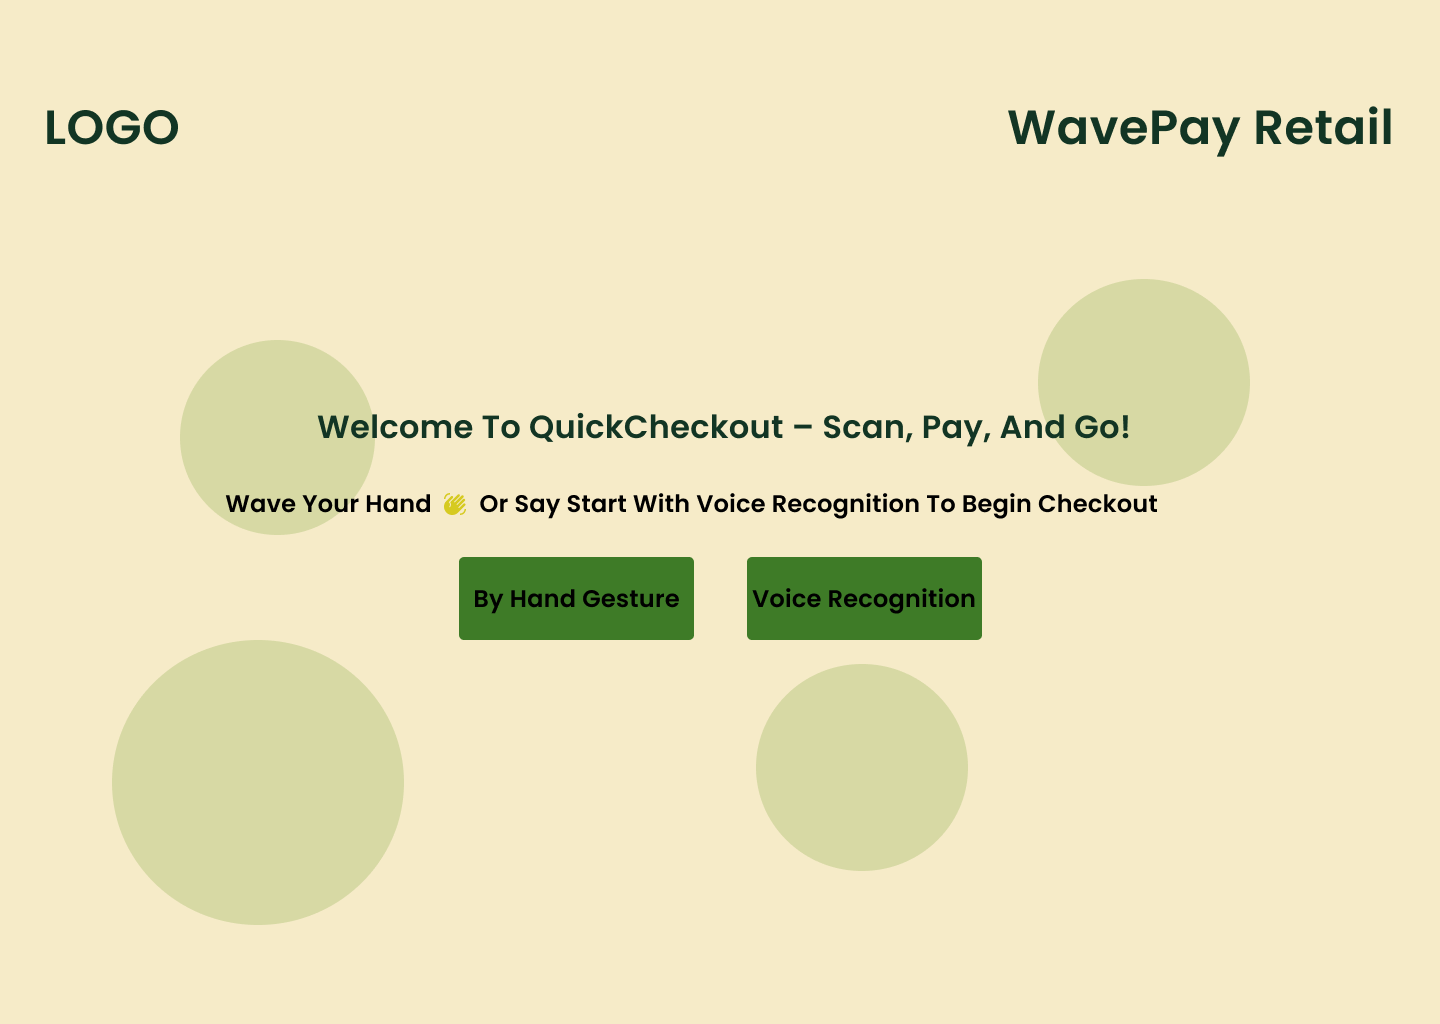 LOGO
WavePay Retail
Welcome To QuickCheckout – Scan, Pay, And Go!
Wave Your Hand 👋 Or Say Start With Voice Recognition To Begin Checkout
By Hand Gesture
Voice Recognition